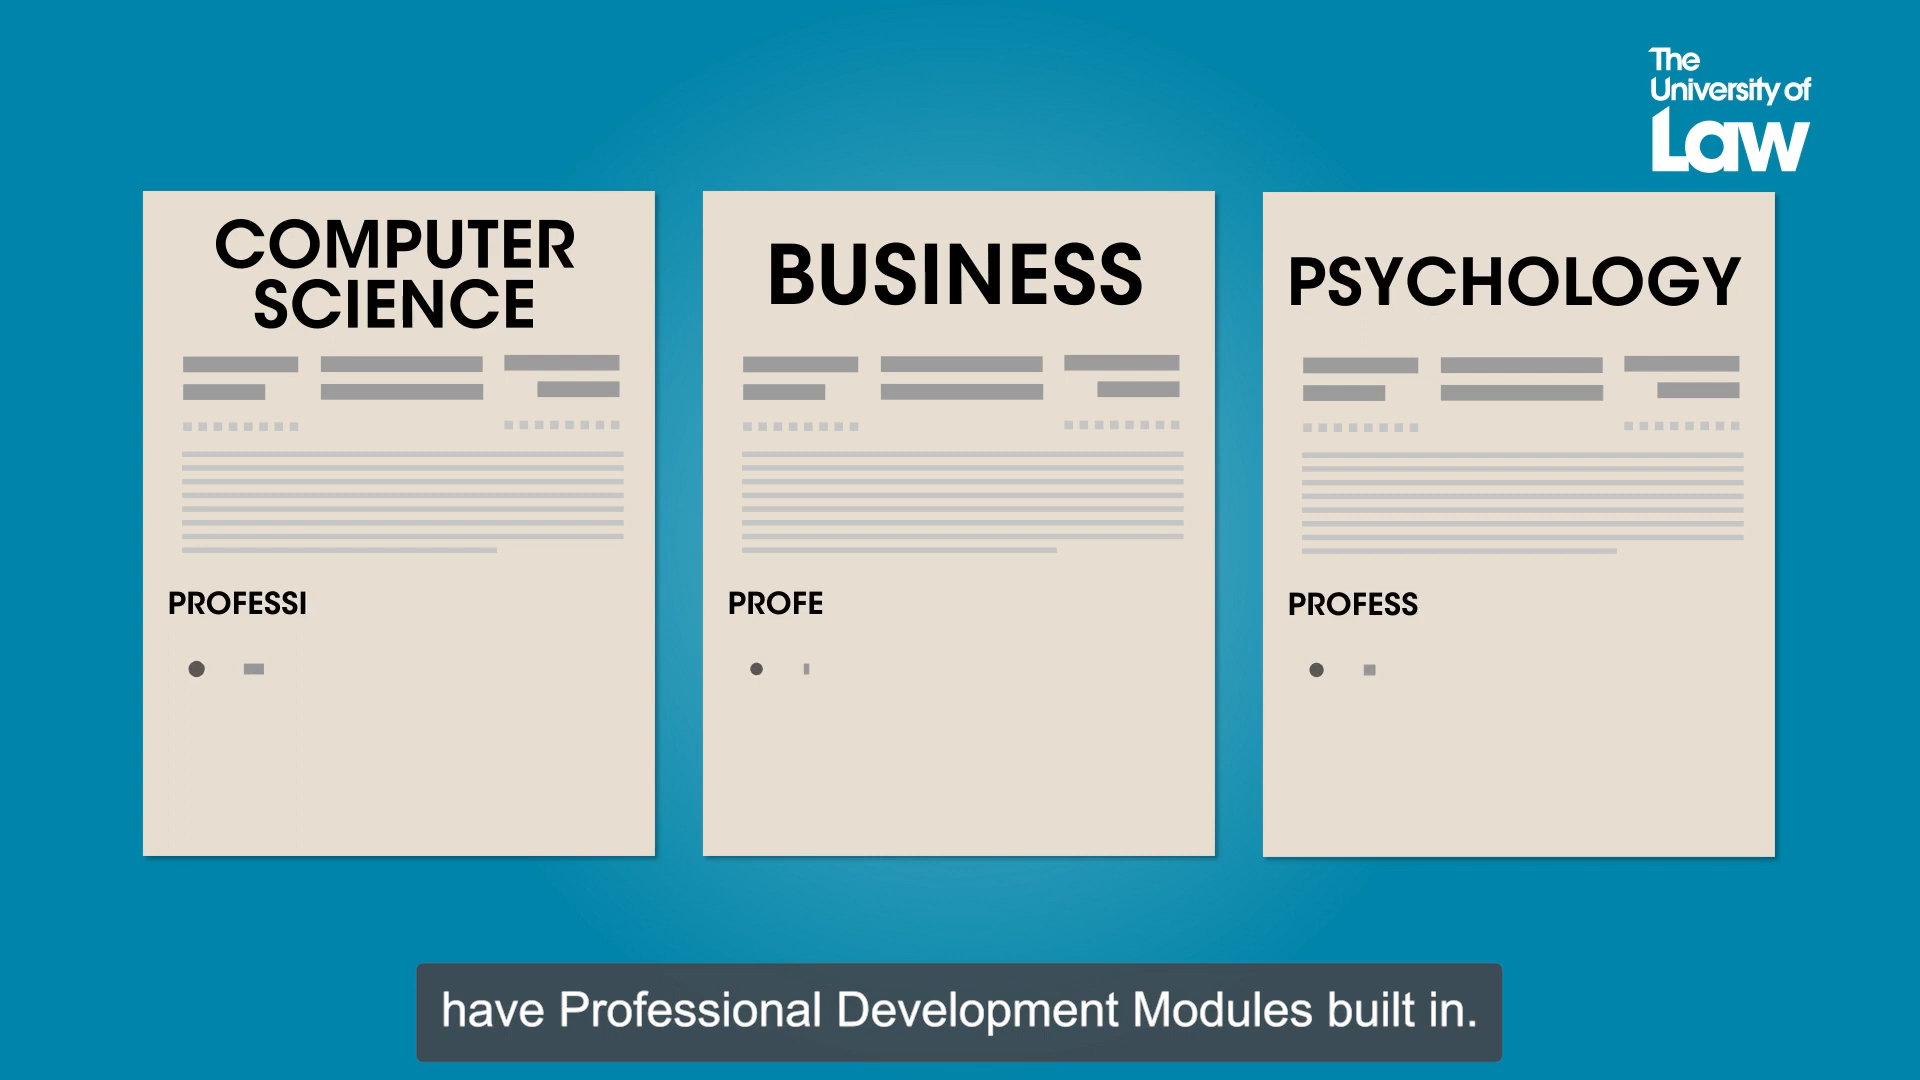 The
University of
Law
COMPUTER
SCIENCE
BUSINESS
PSYCHOLOGY
PROFESSI
PROFE
PROFESS
have Professional Development Modules built in.